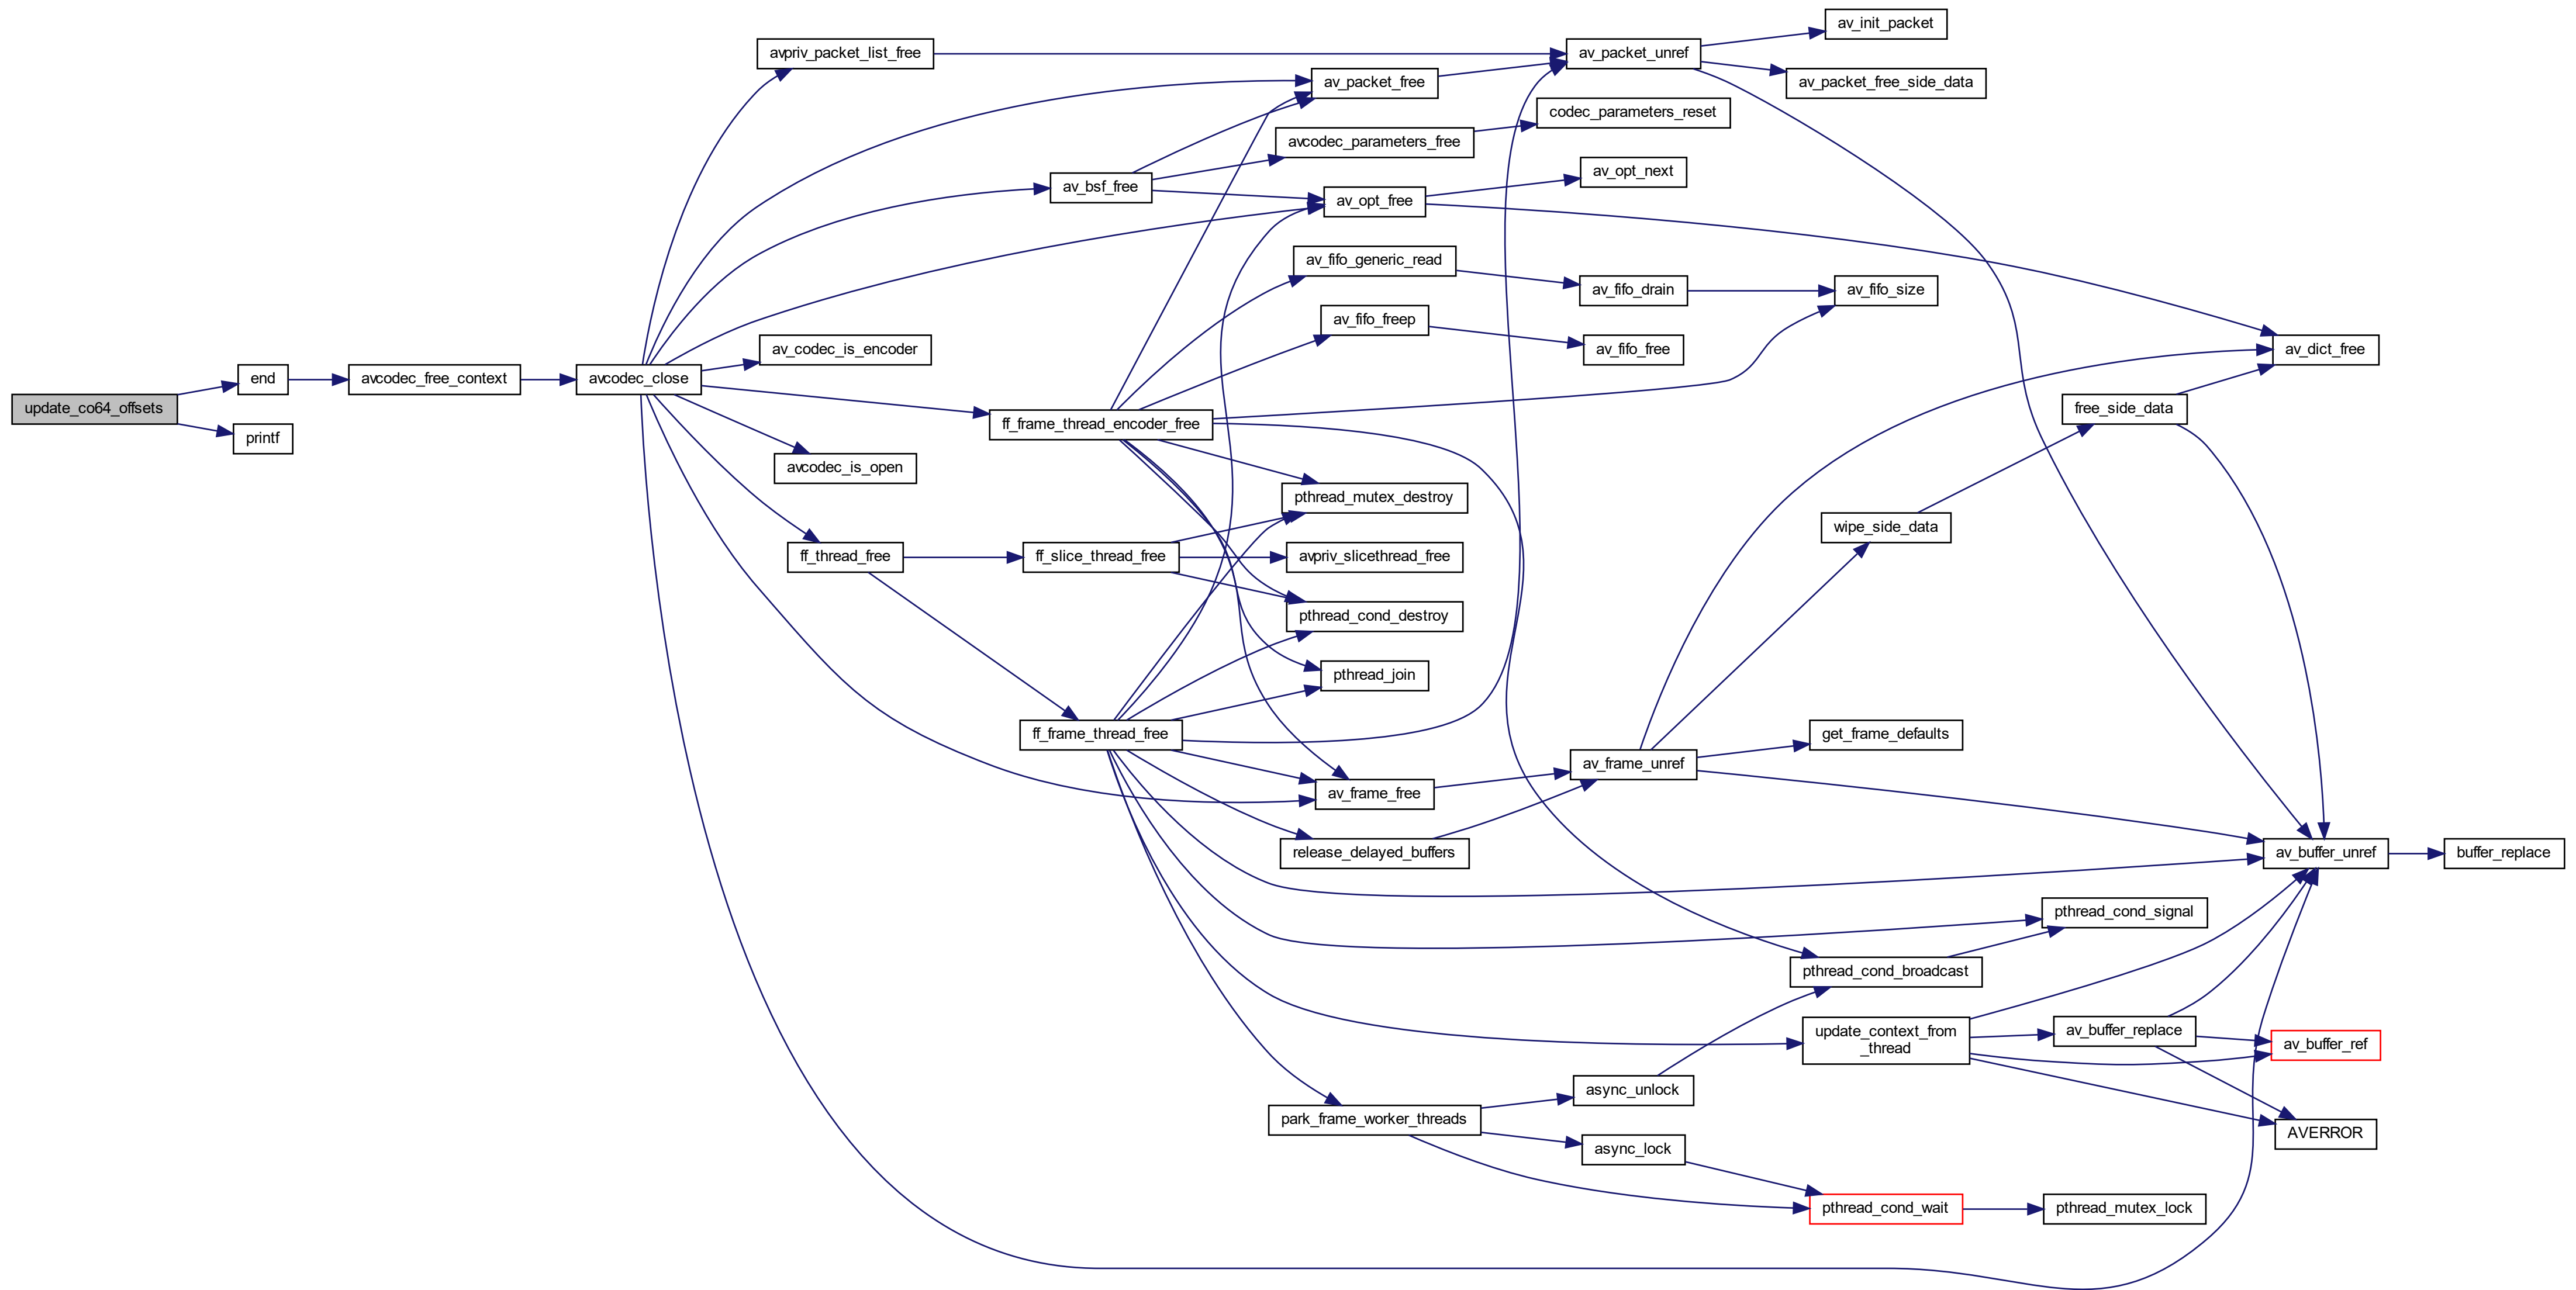 update_co64_offsets
end
printf
avcodec_free_context
avcodec_close
avpriv_packet_list_free
av_codec_is_encoder
avcodec_is_open
ff_thread_free
av_bsf_free
ff_frame_thread_encoder_free
ff_slice_thread_free
ff_frame_thread_free
av_packet_free
avcodec_parameters_free
av_opt_free
av_fifo_generic_read
av_fifo_freep
pthread_mutex_destroy
avpriv_slicethread_free
pthread_cond_destroy
pthread_join
av_frame_free
release_delayed_buffers
park_frame_worker_threads
av_packet_unref
codec_parameters_reset
av_opt_next
av_fifo_drain
av_fifo_free
av_frame_unref
async_unlock
async_lock
av_init_packet
av_packet_free_side_data
av_fifo_size
wipe_side_data
get_frame_defaults
pthread_cond_broadcast
update_context_from
_thread
pthread_cond_wait
free_side_data
pthread_cond_signal
av_buffer_replace
pthread_mutex_lock
av_dict_free
av_buffer_unref
av_buffer_ref
AVERROR
buffer_replace